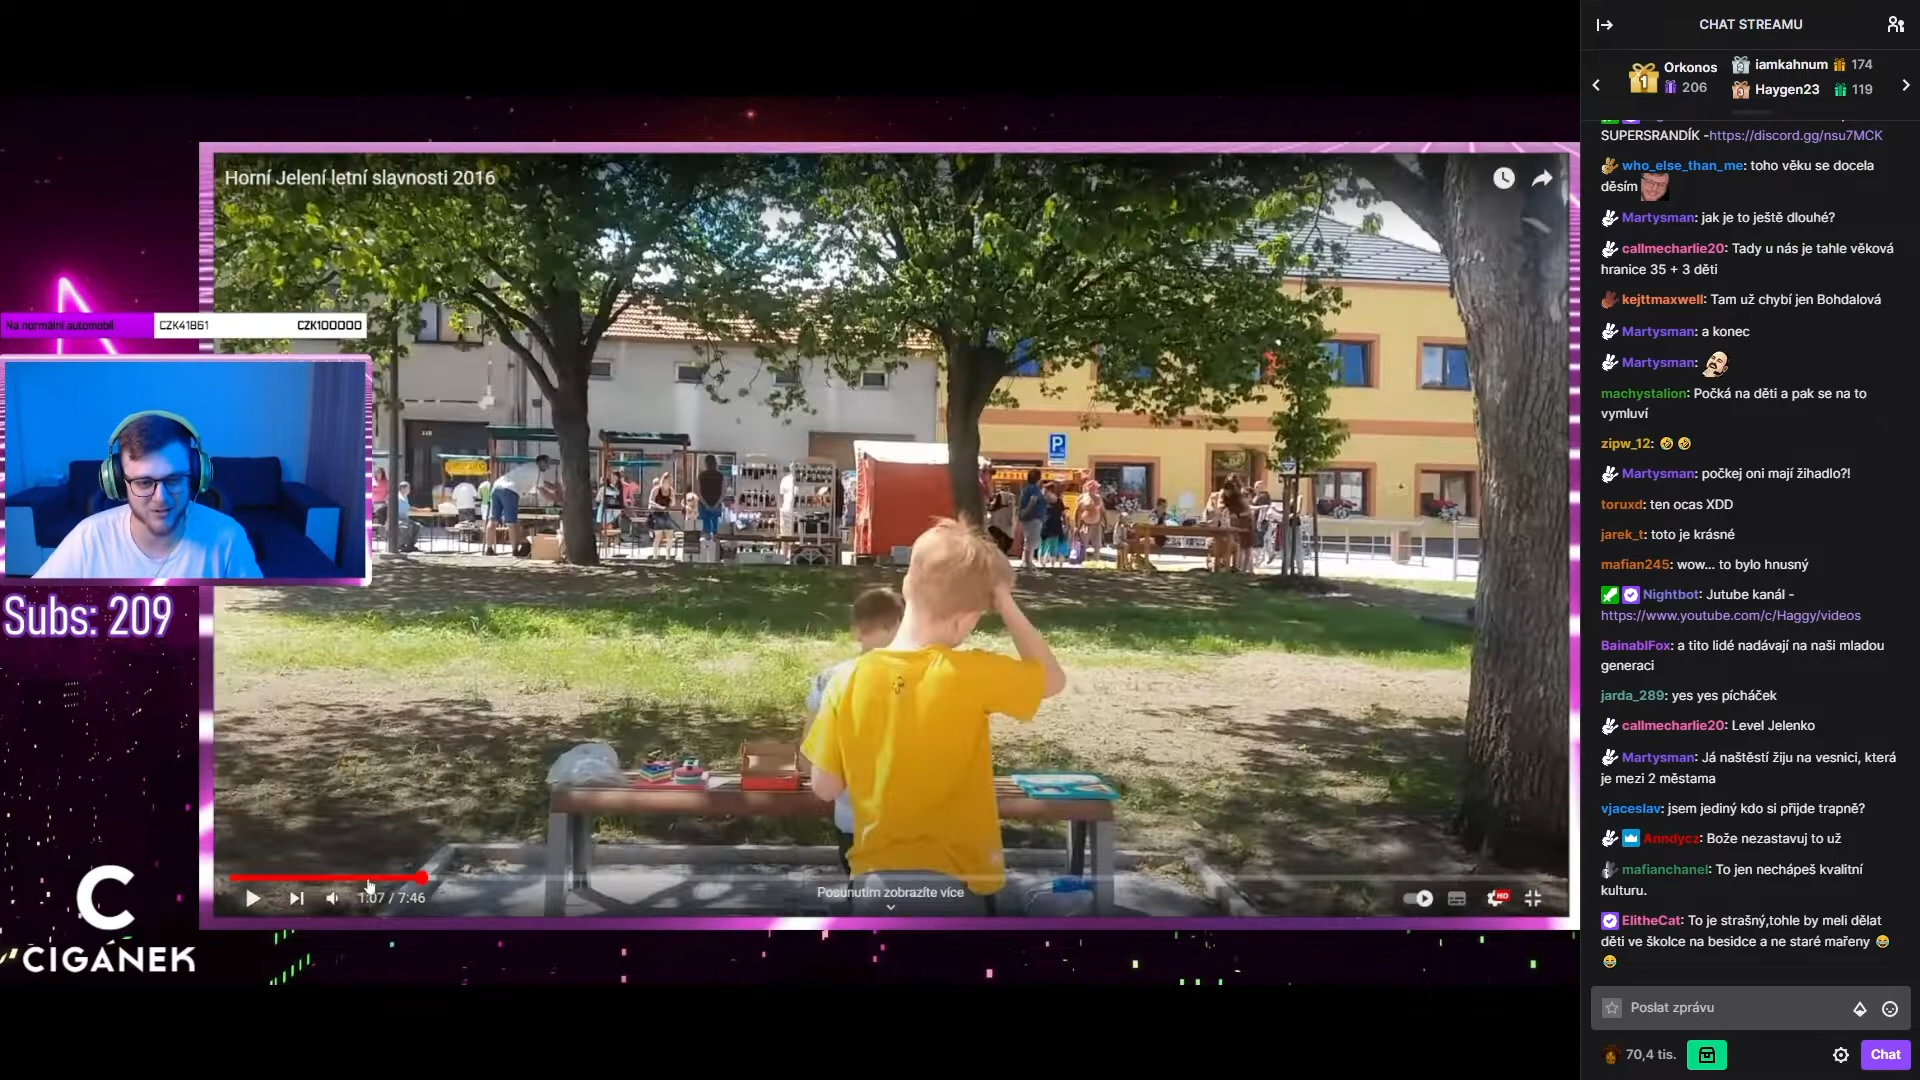 Horní Jelení letní slavnosti 2016
P
Na normální automobil
CZK41861
CZK100000
Subs: 209
1:07 / 7:46
Posunutím zobrazíte více
HD
C
CIGÁNEK
CHAT STREAMU
1
Orkonos
206
2
iamkahnum
174
3
Haygen23
119
SUPERSRANDÍK -https://discord.gg/nsu7MCK
who_else_than_me: toho věku se docela
děsím
Martysman: jak je to ještě dlouhé?
callmecharlie20: Tady u nás je tahle věková
hranice 35 + 3 děti
kejttmaxwell: Tam už chybí jen Bohdalová
Martysman: a konec
Martysman:
machystalion: Počká na děti a pak se na to
vymluví
zipw_12: 🤣 🤣
Martysman: počkej oni mají žihadlo?!
toruxd: ten ocas XDD
jarek_t: toto je krásné
mafian245: wow... to bylo hnusný
Nightbot: Jutube kanál -
https://www.youtube.com/c/Haggy/videos
BainablFox: a tito lidé nadávají na naši mladou
generaci
jarda_289: yes yes pícháček
callmecharlie20: Level Jelenko
Martysman: Já naštěstí žiju na vesnici, která
je mezi 2 městama
vjaceslav: jsem jediný kdo si přijde trapně?
Anndycz: Bože nezastavuj to už
mafianchanel: To jen nechápeš kvalitní
kulturu.
ElitheCat: To je strašný,tohle by meli dělat
děti ve školce na besidce a ne staré mařeny 😂
😂
Poslat zprávu
70,4 tis.
Chat